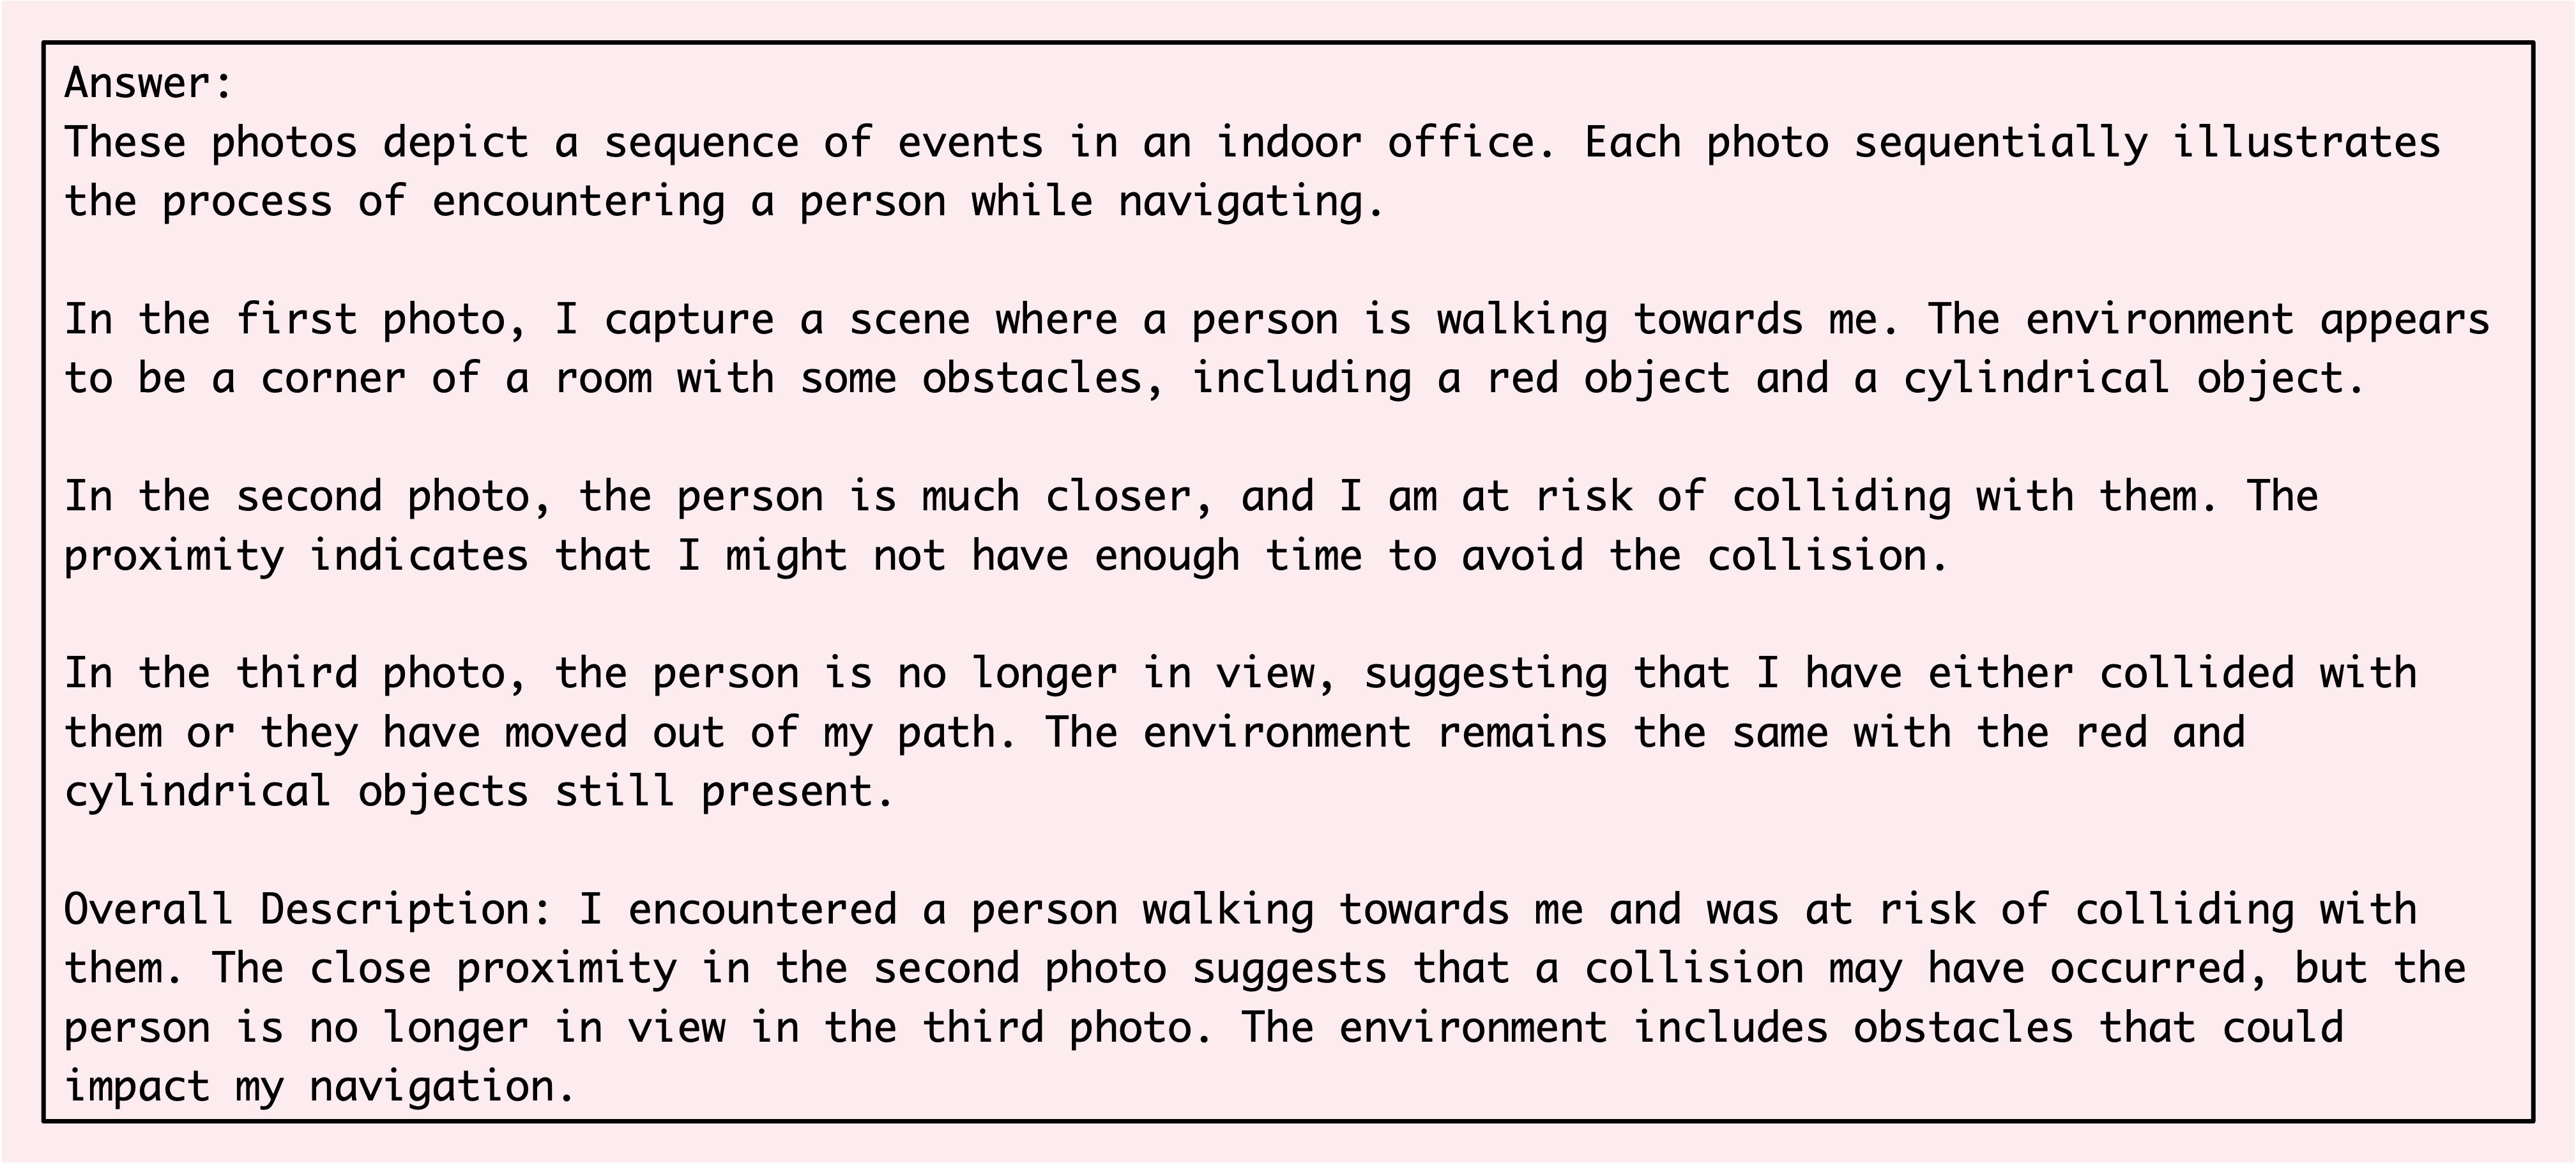 Answer:
These photos depict a sequence of events in an indoor office. Each photo sequentially illustrates
the process of encountering a person while navigating.
In the first photo, I capture a scene where a person is walking towards me. The environment appears
to be a corner of a room with some obstacles, including a red object and a cylindrical object.
In the second photo, the person is much closer, and I am at risk of colliding with them. The
proximity indicates that I might not have enough time to avoid the collision.
In the third photo, the person is no longer in view, suggesting that I have either collided with
them or they have moved out of my path. The environment remains the same with the red and
cylindrical objects still present.
Overall Description: I encountered a person walking towards me and was at risk of colliding with
them. The close proximity in the second photo suggests that a collision may have occurred, but the
person is no longer in view in the third photo. The environment includes obstacles that could
impact my navigation.